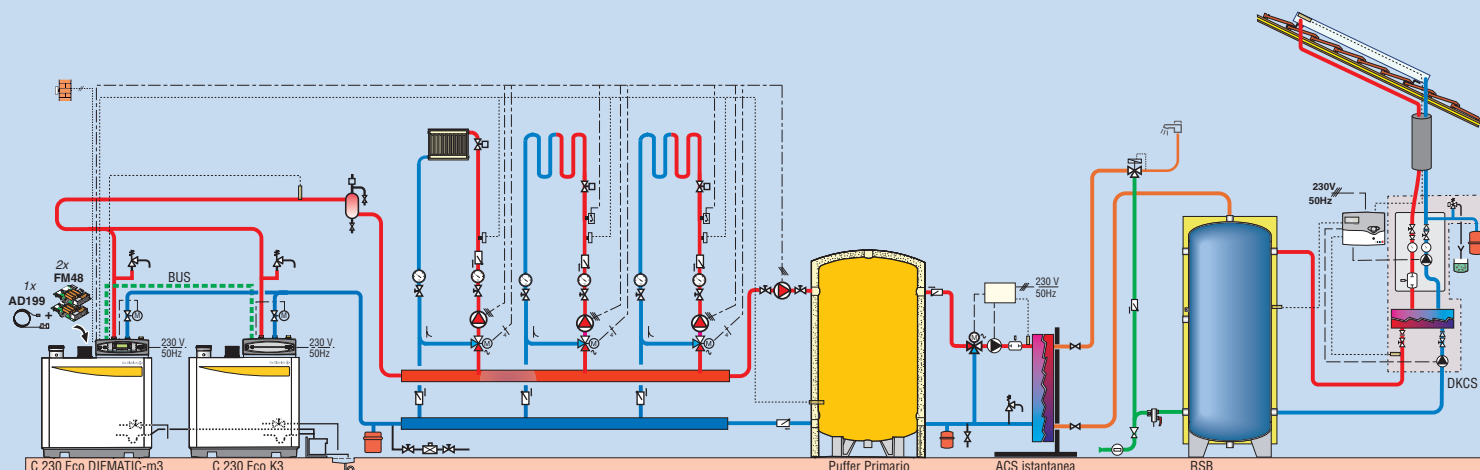 230V
50Hz
2x
FM48
1x
AD199
+
BUS
230 V
50Hz
230 V
50Hz
230 V
50Hz
M
M
M
M
M
M
DKCS
C 230 Eco DIEMATIC-m3
C 230 Eco K3
Puffer Primario
ACS istantanea
RSB